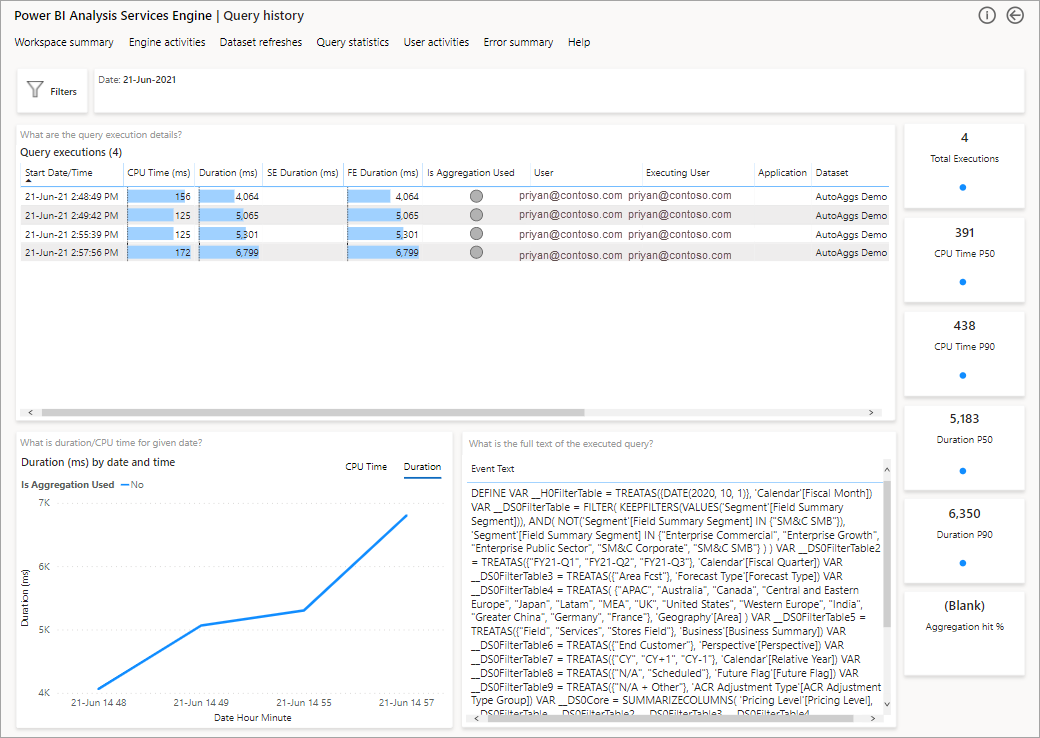 Power BI Analysis Services Engine | Query history
Workspace summary Engine activities Dataset refreshes Query statistics User activities Error summary Help
Filters
Date: 21-Jun-2021
What are the query execution details?
Query executions (4)
Start Date/Time CPU Time (ms) Duration (ms) SE Duration (ms) FE Duration (ms) Is Aggregation Used User Executing User Application Dataset
21-Jun-21 2:48:49 PM 156 4,064 4,064 priyan@contoso.com priyan@contoso.com AutoAggs Demo
21-Jun-21 2:49:42 PM 125 5,065 5,065 priyan@contoso.com priyan@contoso.com AutoAggs Demo
21-Jun-21 2:55:39 PM 125 5,301 5,301 priyan@contoso.com priyan@contoso.com AutoAggs Demo
21-Jun-21 2:57:56 PM 172 6,799 6,799 priyan@contoso.com priyan@contoso.com AutoAggs Demo
4
Total Executions
391
CPU Time P50
438
CPU Time P90
5,183
Duration P50
6,350
Duration P90
(Blank)
Aggregation hit %
What is duration/CPU time for given date?
Duration (ms) by date and time
CPU Time Duration
Is Aggregation Used No
7K
6K
5K
4K
Duration (ms)
21-Jun 14 48 21-Jun 14 49 21-Jun 14 55 21-Jun 14 57
Date Hour Minute
What is the full text of the executed query?
Event Text
DEFINE VAR __H0FilterTable = TREATAS({DATE(2020, 10, 1)}, 'Calendar'[Fiscal Month])
VAR __DS0FilterTable = FILTER( KEEPFILTERS(VALUES('Segment'[Field Summary
Segment])), AND( NOT('Segment'[Field Summary Segment] IN {"SM&C SMB"}),
'Segment'[Field Summary Segment] IN {"Enterprise Commercial", "Enterprise Growth",
"Enterprise Public Sector", "SM&C Corporate", "SM&C SMB"} ) ) VAR __DS0FilterTable2
= TREATAS({"FY21-Q1", "FY21-Q2", "FY21-Q3"}, 'Calendar'[Fiscal Quarter]) VAR
__DS0FilterTable3 = TREATAS({"Area Fcst"}, 'Forecast Type'[Forecast Type]) VAR
__DS0FilterTable4 = TREATAS( {"APAC", "Australia", "Canada", "Central and Eastern
Europe", "Japan", "Latam", "MEA", "UK", "United States", "Western Europe", "India",
"Greater China", "Germany", "France"}, 'Geography'[Area] ) VAR __DS0FilterTable5 =
TREATAS({"Field", "Services", "Stores Field"}, 'Business'[Business Summary]) VAR
__DS0FilterTable6 = TREATAS({"End Customer"}, 'Perspective'[Perspective]) VAR
__DS0FilterTable7 = TREATAS({"CY", "CY+1", "CY-1"}, 'Calendar'[Relative Year]) VAR
__DS0FilterTable8 = TREATAS({"N/A", "Scheduled"}, 'Future Flag'[Future Flag]) VAR
__DS0FilterTable9 = TREATAS({"N/A + Other"}, 'ACR Adjustment Type'[ACR Adjustment
Type Group]) VAR __DS0Core = SUMMARIZECOLUMNS( 'Pricing Level'[Pricing Level],
__DS0FilterTable, __DS0FilterTable2, __DS0FilterTable3, __DS0FilterTable4,